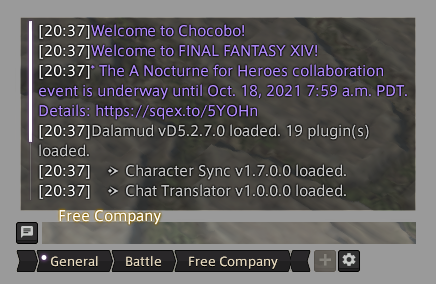 [20:37]Welcome to Chocobo!
[20:37]Welcome to FINAL FANTASY XIV!
[20:37]* The A Nocturne for Heroes collaboration
event is underway until Oct. 18, 2021 7:59 a.m. PDT.
Details: https://sqex.to/5YOHn
[20:37]Dalamud vD5.2.7.0 loaded. 19 plugin(s)
loaded.
[20:37] Character Sync v1.7.0.0 loaded.
[20:37] Chat Translator v1.0.0.0 loaded.
Free Company
General Battle Free Company